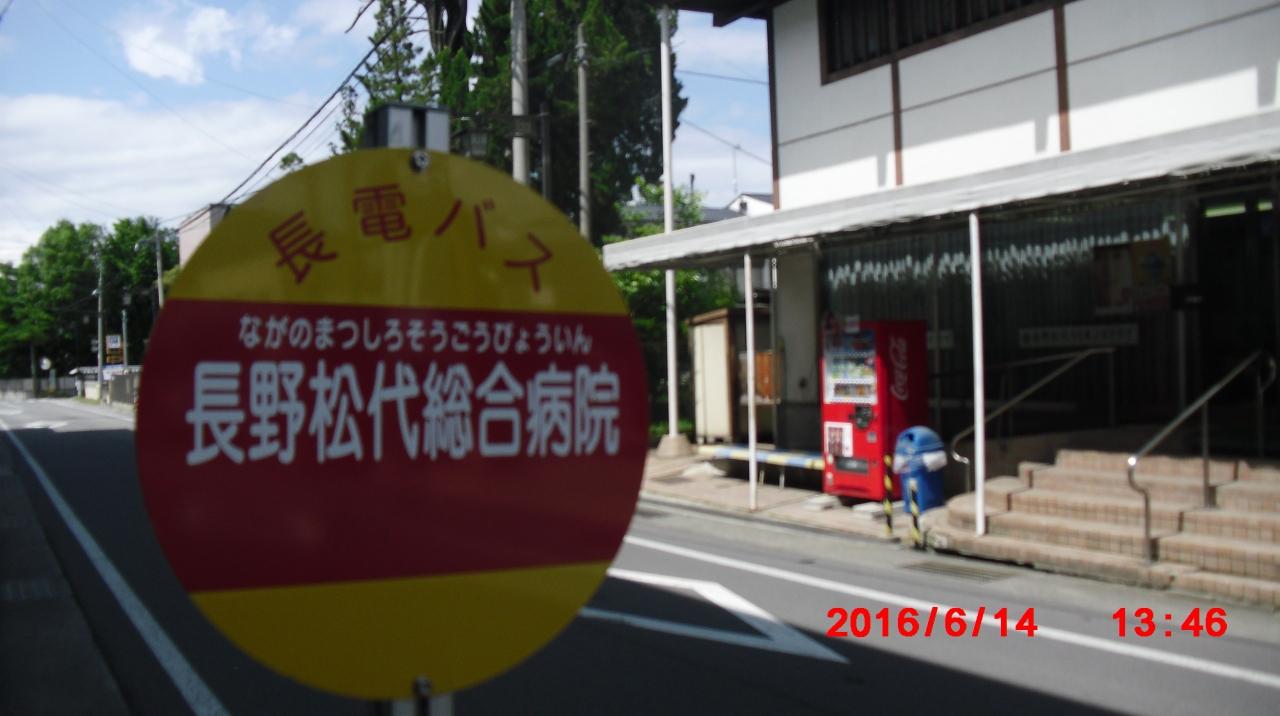 長電バス
ながのまつしろそうごうびょういん
長野松代総合病院
Coca-Cola
2016/6/14 13:46